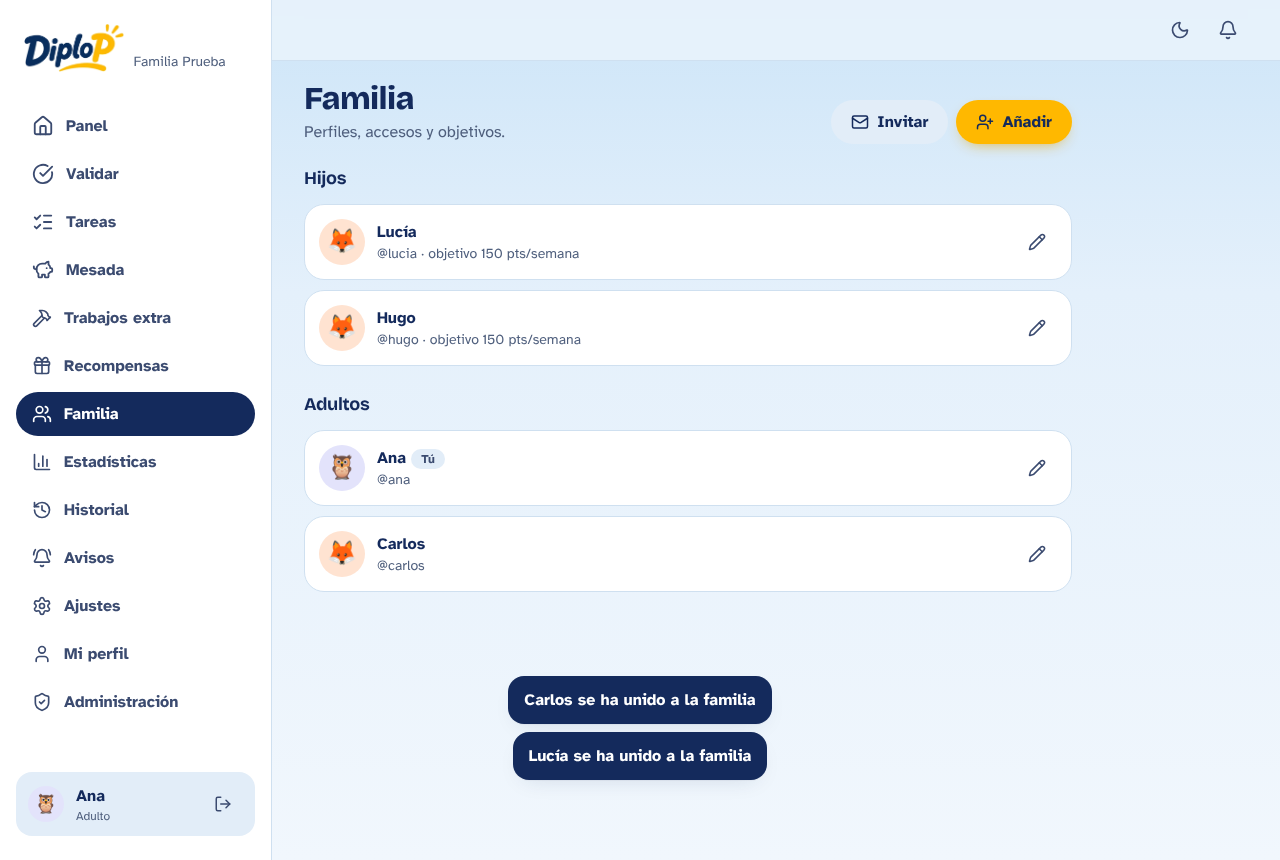 DiploP
Familia Prueba
Panel
Validar
Tareas
Mesada
Trabajos extra
Recompensas
Familia
Estadísticas
Historial
Avisos
Ajustes
Mi perfil
Administración
Ana
Adulto
Familia
Perfiles, accesos y objetivos.
Invitar
Añadir
Hijos
Lucía
@lucia · objetivo 150 pts/semana
Hugo
@hugo · objetivo 150 pts/semana
Adultos
Ana Tú
@ana
Carlos
@carlos
Carlos se ha unido a la familia
Lucía se ha unido a la familia